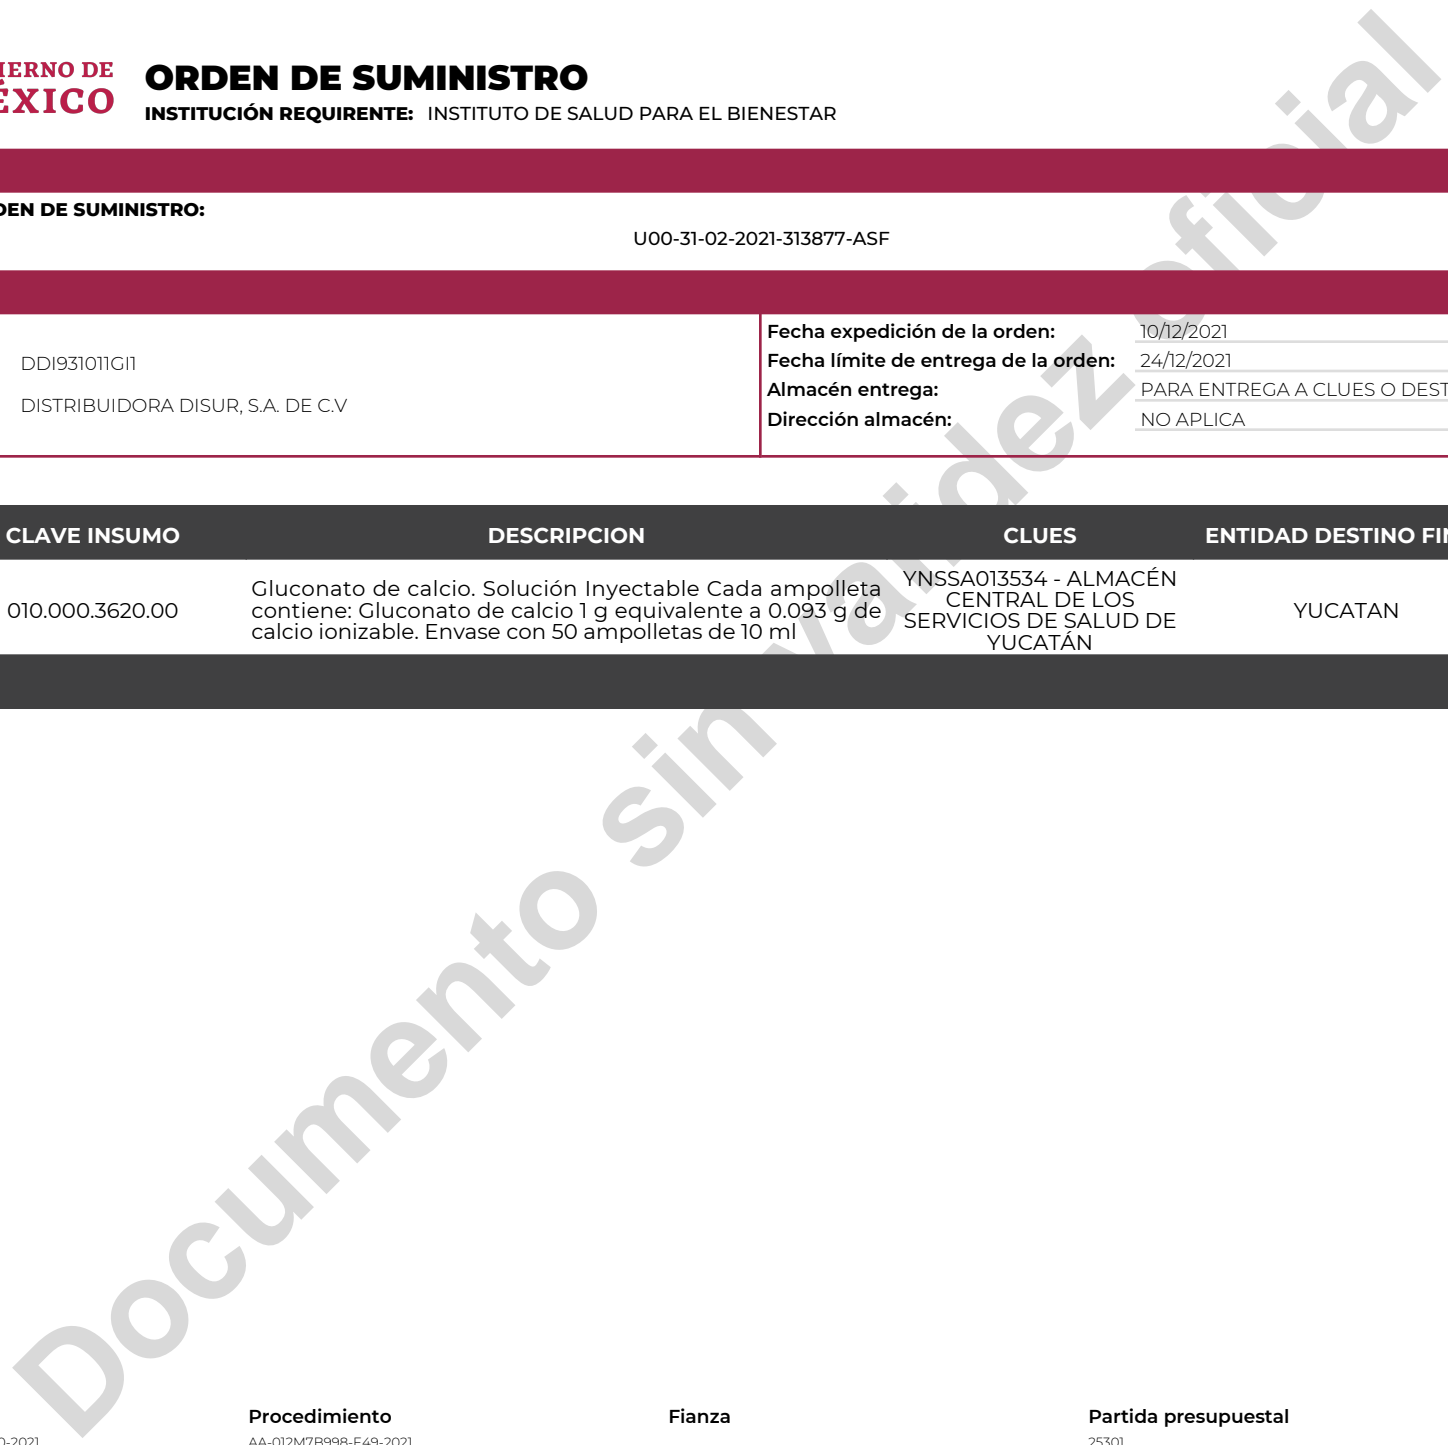 ORDEN DE SUMINISTRO
INSTITUCIÓN REQUIRENTE: INSTITUTO DE SALUD PARA EL BIENESTAR
DE
DE SUMINISTRO:
U00-31-02-2021-313877-ASF
DDI931011GI1
DISTRIBUIDORA DISUR, S.A. DE C.V
Fecha expedición de la orden: 10/12/2021
Fecha límite de entrega de la orden: 24/12/2021
Almacén entrega: PARA ENTREGA A CLUES O
Dirección almacén: NO APLICA
CLAVE INSUMO DESCRIPCION CLUES ENTIDAD DESTINO
010.000.3620.00
Gluconato de calcio. Solución Inyectable Cada ampolleta
contiene: Gluconato de calcio 1 g equivalente a 0.093 g de
calcio ionizable. Envase con 50 ampolletas de 10 ml
YNSSA013534 - ALMACÉN
CENTRAL DE LOS
SERVICIOS DE SALUD DE
YUCATÁN
YUCATAN
Documento sin validez oficial
Procedimiento Fianza Partida presupuestal